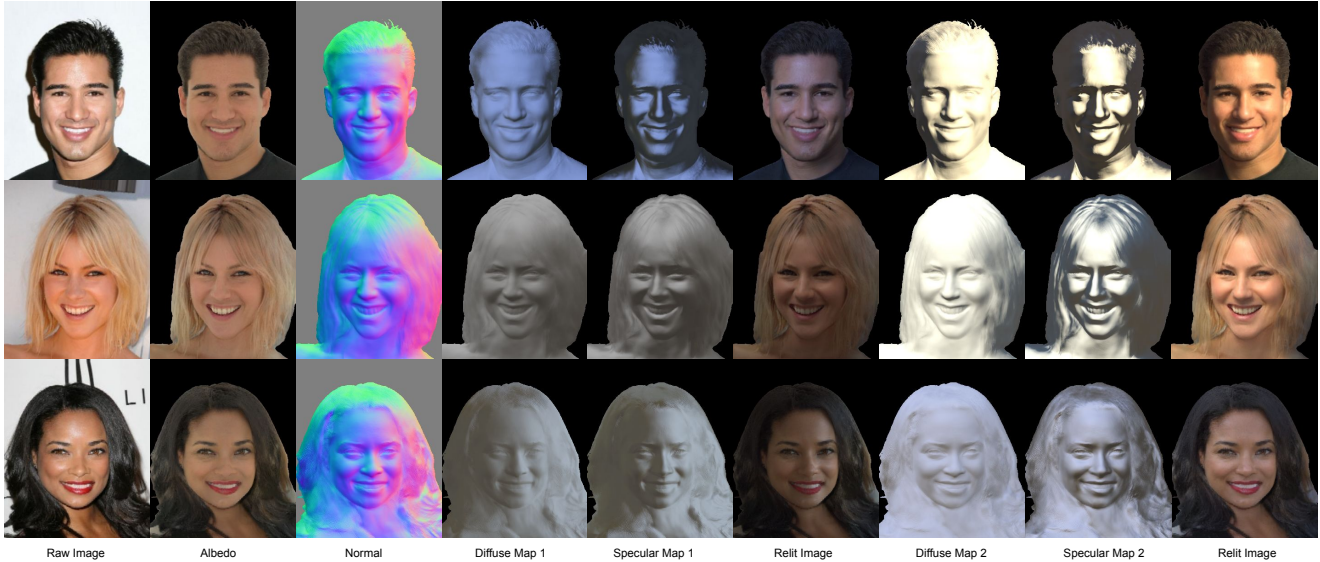 LI
Raw Image
Albedo
Normal
Diffuse Map 1
Specular Map 1
Relit Image
Diffuse Map 2
Specular Map 2
Relit Image